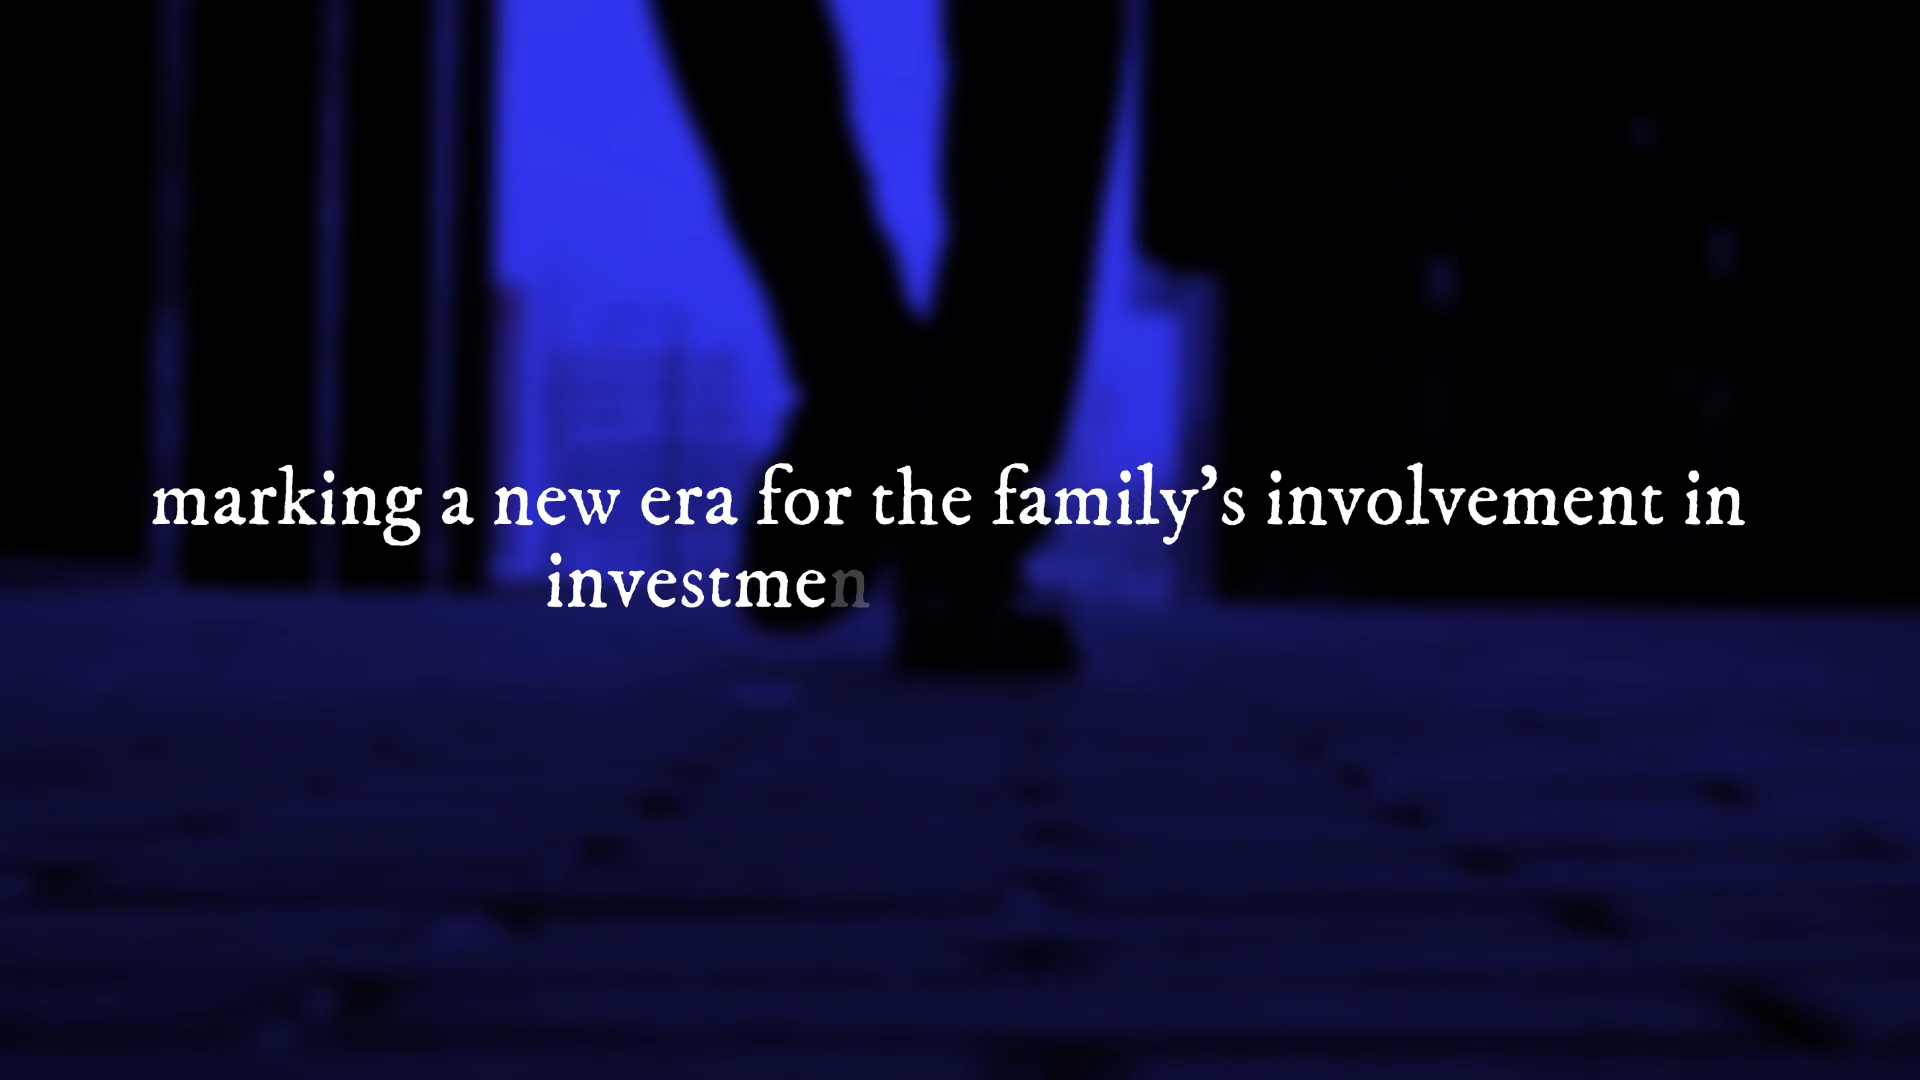 marking a new era for the family’s involvement in
investmen